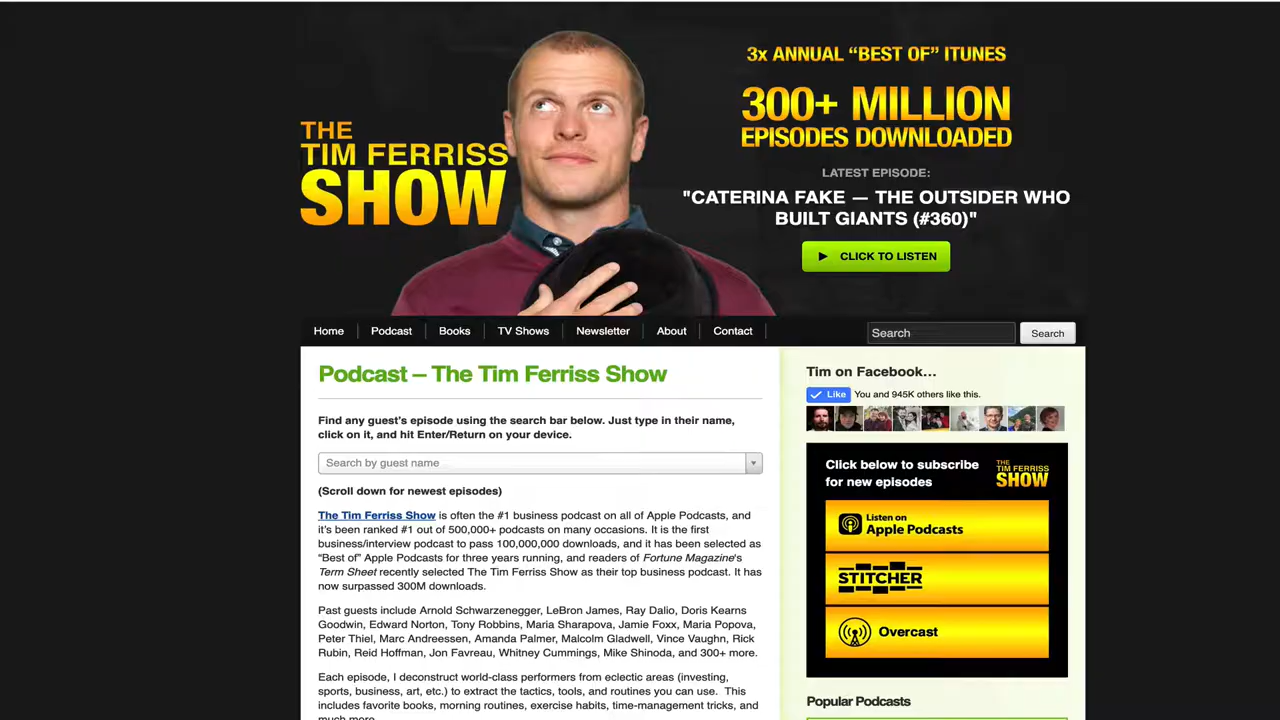 THE
TIM FERRISS
SHOW
3x ANNUAL “BEST OF” ITUNES
300+ MILLION
EPISODES DOWNLOADED
LATEST EPISODE:
"CATERINA FAKE — THE OUTSIDER WHO
BUILT GIANTS (#360)"
CLICK TO LISTEN
Home
Podcast
Books
TV Shows
Newsletter
About
Contact
Search
Search
Podcast – The Tim Ferriss Show
Find any guest’s episode using the search bar below. Just type in their name,
click on it, and hit Enter/Return on your device.
Search by guest name
(Scroll down for newest episodes)
The Tim Ferriss Show is often the #1 business podcast on all of Apple Podcasts, and
it’s been ranked #1 out of 500,000+ podcasts on many occasions. It is the first
business/interview podcast to pass 100,000,000 downloads, and it has been selected as
“Best of” Apple Podcasts for three years running, and readers of Fortune Magazine‘s
Term Sheet recently selected The Tim Ferriss Show as their top business podcast. It has
now surpassed 300M downloads.
Past guests include Arnold Schwarzenegger, LeBron James, Ray Dalio, Doris Kearns
Goodwin, Edward Norton, Tony Robbins, Maria Sharapova, Jamie Foxx, Maria Popova,
Peter Thiel, Marc Andreessen, Amanda Palmer, Malcolm Gladwell, Vince Vaughn, Rick
Rubin, Reid Hoffman, Jon Favreau, Whitney Cummings, Mike Shinoda, and 300+ more.
Each episode, I deconstruct world-class performers from eclectic areas (investing,
sports, business, art, etc.) to extract the tactics, tools, and routines you can use. This
includes favorite books, morning routines, exercise habits, time-management tricks, and
much more.
Tim on Facebook…
Like
You and 945K others like this.
Click below to subscribe
for new episodes
THE
TIM FERRISS
SHOW
Listen on
Apple Podcasts
STITCHER
Overcast
Popular Podcasts